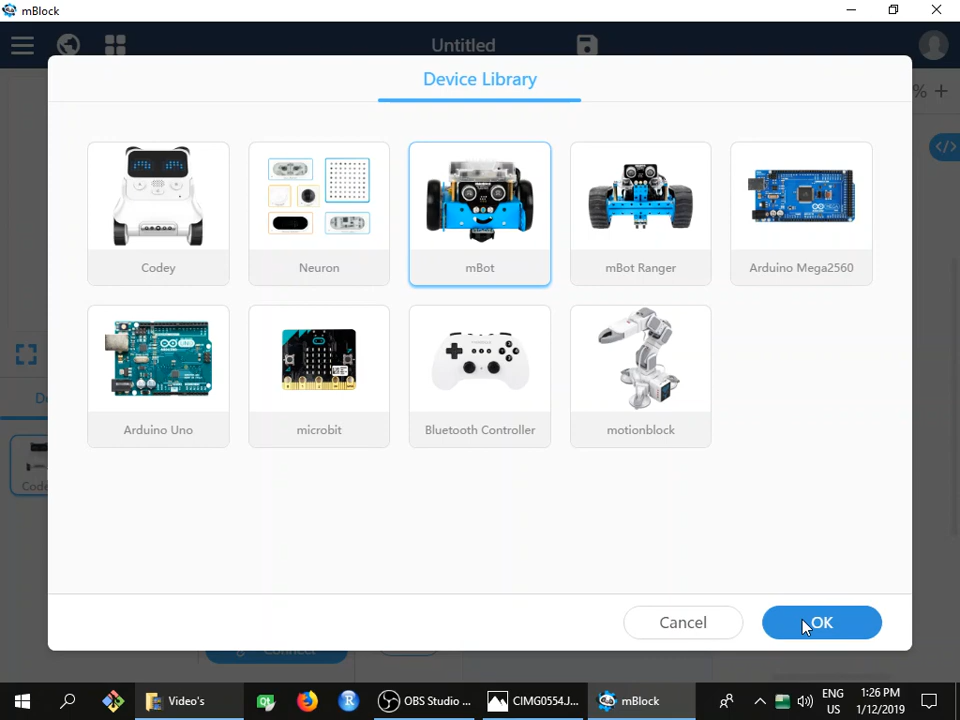 mBlock
Untitled
Device Library
%
</>
Codey
Neuron
mBot
mBot Ranger
Arduino Mega2560
Arduino Uno
microbit
Bluetooth Controller
motionblock
Cancel
OK
Connect
Video's
OBS Studio ...
CIMG0554.J...
mBlock
ENG
US
1:26 PM
1/12/2019